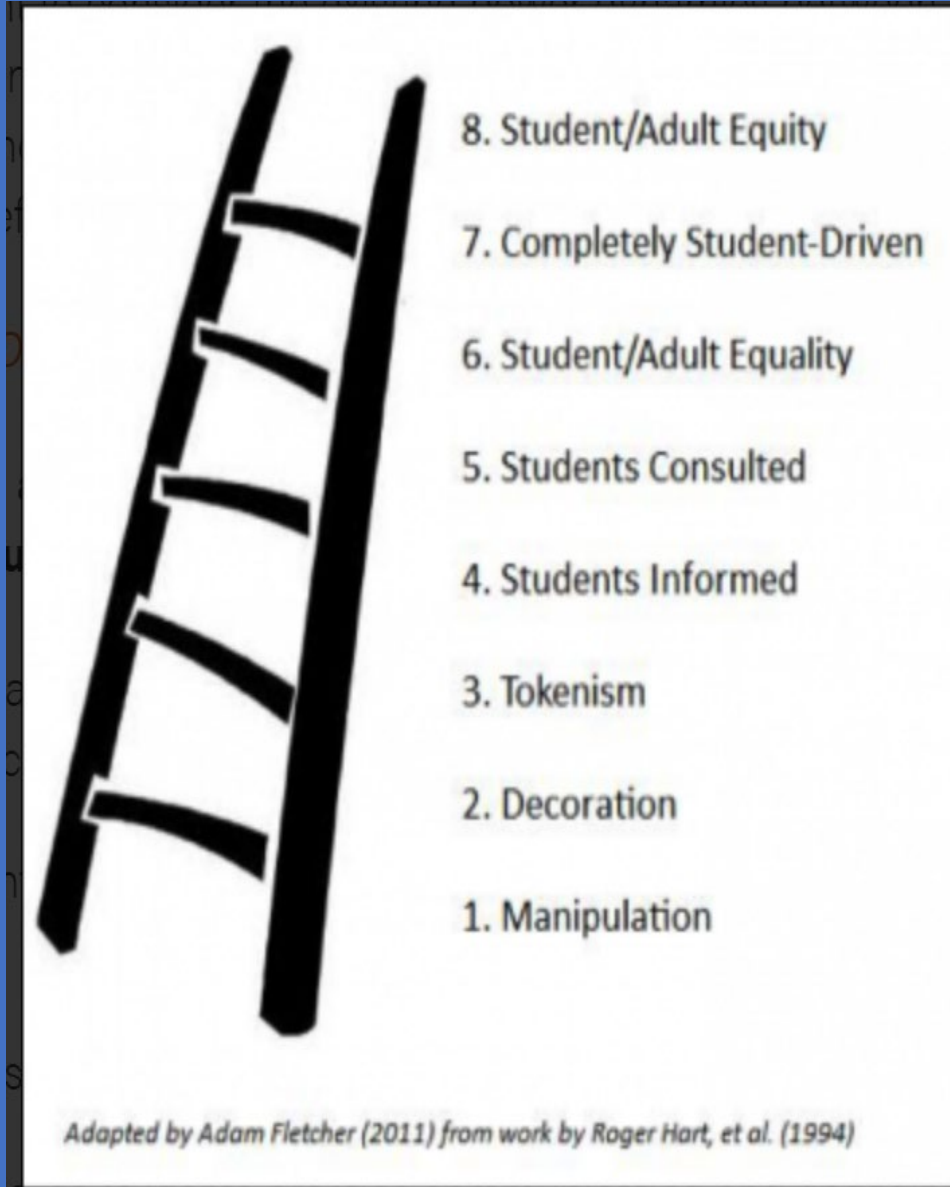 8. Student/Adult Equity
7. Completely Student-Driven
6. Student/Adult Equality
5. Students Consulted
4. Students Informed
3. Tokenism
2. Decoration
1. Manipulation
Adapted by Adam Fletcher (2011) from work by Roger Hart, et al. (1994)